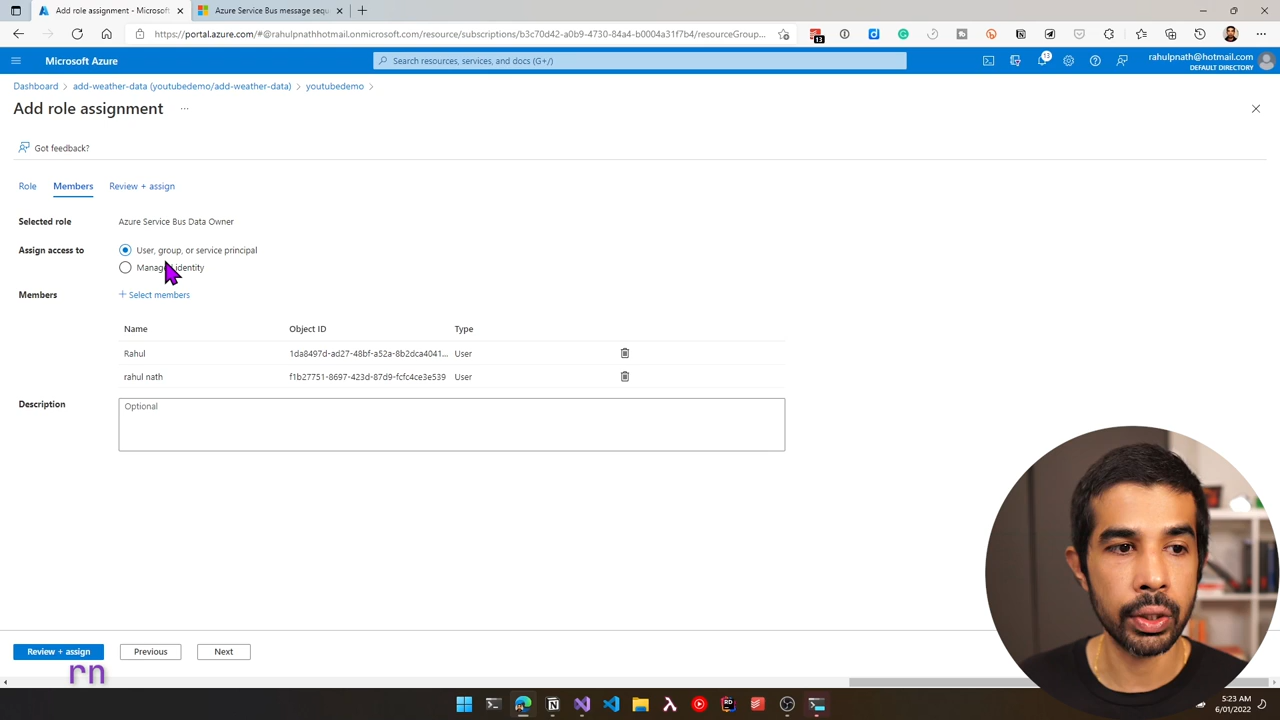 Add role assignment - Microsoft
Azure Service Bus message sequ
https://portal.azure.com/#@rahulpnathhotmail.onmicrosoft.com/resource/subscriptions/b3c70d42-a0b9-4730-84a4-b0004a31f7b4/resourceGroup...
13
Microsoft Azure
Search resources, services, and docs (G+/)
13
rahulpnath@hotmail.com
DEFAULT DIRECTORY
Dashboard
add-weather-data (youtubedemo/add-weather-data)
youtubedemo
Add role assignment
...
Got feedback?
Role
Members
Review + assign
Selected role
Azure Service Bus Data Owner
Assign access to
User, group, or service principal
Managed identity
Members
+ Select members
Name
Object ID
Type
Rahul
1da8497d-ad27-48bf-a52a-8b2dca4041...
User
rahul nath
f1b27751-8697-423d-87d9-fcfc4ce3e539
User
Description
Optional
Review + assign
Previous
Next
rn
5:23 AM
6/01/2022